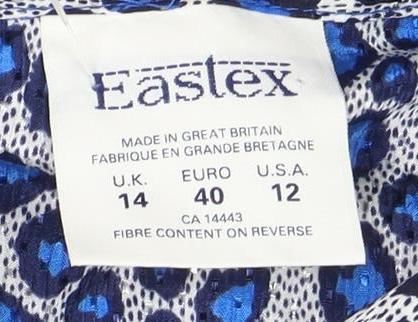 Eastex
MADE IN GREAT BRITAIN
FABRIQUE EN GRANDE BRETAGNE
U.K. EURO U.S.A.
14 40 12
CA 14443
FIBRE CONTENT ON REVERSE